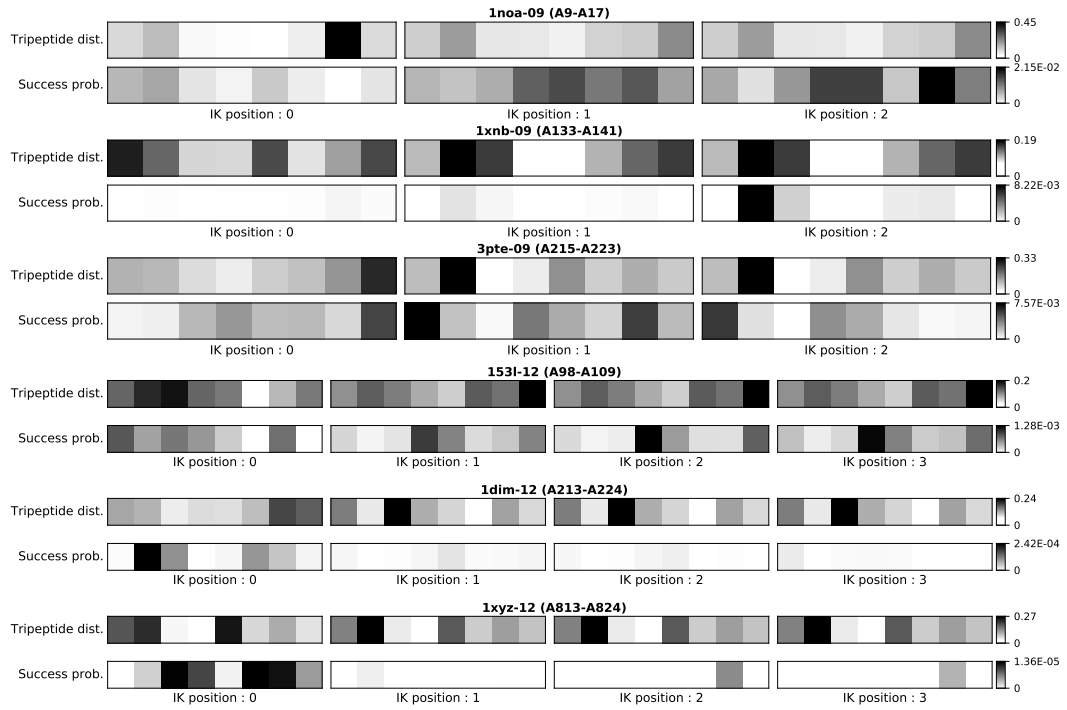 1noa-09 (A9-A17)
Tripeptide dist.
0.45
0
Success prob.
2.15E-02
0
IK position : 0
IK position : 1
IK position : 2
1xnb-09 (A133-A141)
Tripeptide dist.
0.19
0
Success prob.
8.22E-03
0
IK position : 0
IK position : 1
IK position : 2
3pte-09 (A215-A223)
Tripeptide dist.
0.33
0
Success prob.
7.57E-03
0
IK position : 0
IK position : 1
IK position : 2
153l-12 (A98-A109)
Tripeptide dist.
0.2
0
Success prob.
1.28E-03
0
IK position : 0
IK position : 1
IK position : 2
IK position : 3
1dim-12 (A213-A224)
Tripeptide dist.
0.24
0
Success prob.
2.42E-04
0
IK position : 0
IK position : 1
IK position : 2
IK position : 3
1xyz-12 (A813-A824)
Tripeptide dist.
0.27
0
Success prob.
1.36E-05
0
IK position : 0
IK position : 1
IK position : 2
IK position : 3